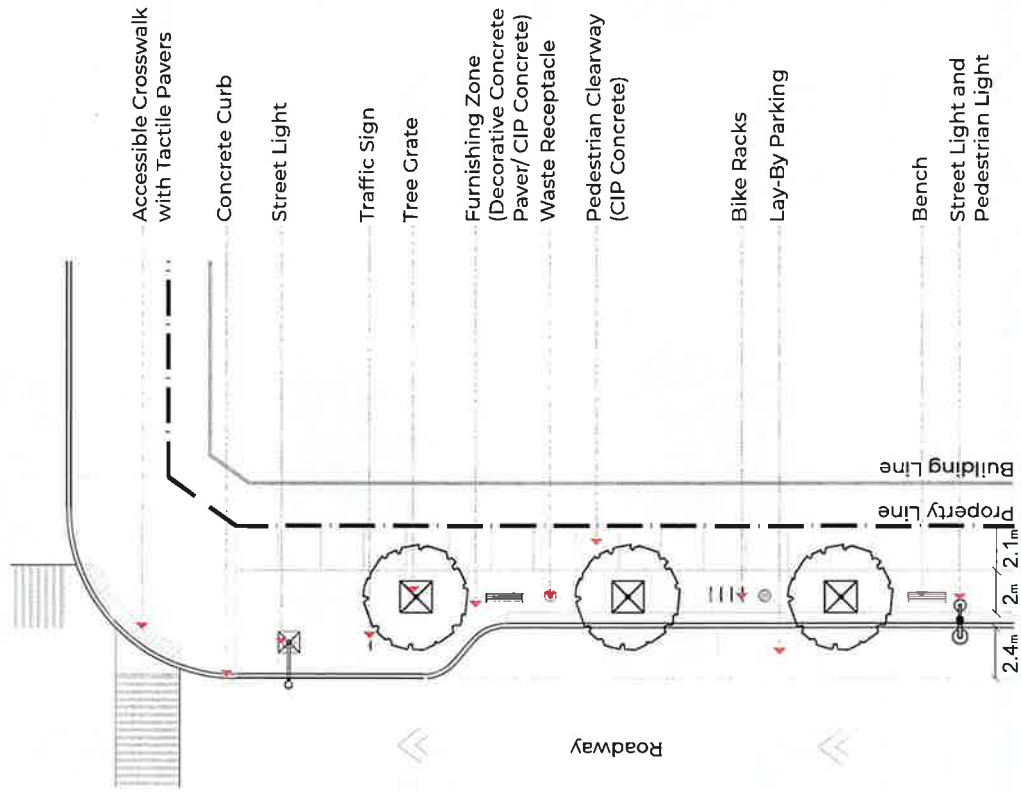 Accessible Crosswalk
with Tactile Pavers
Concrete Curb
Street Light
Traffic Sign
Tree Grate
Furnishing Zone
(Decorative Concrete
Paver/ CIP Concrete)
Waste Receptacle
Pedestrian Clearway
(CIP Concrete)
Bike Racks
Lay-By Parking
Bench
Street Light and
Pedestrian Light
Building Line
Property Line
2.1m
2m
2.4m
Roadway